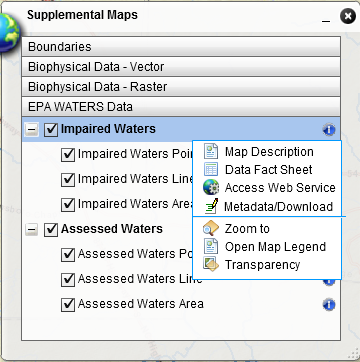 Supplemental Maps
Boundaries
Biophysical Data - Vector
Biophysical Data - Raster
EPA WATERS Data
Impaired Waters
Impaired Waters Poin
Map Description
Data Fact Sheet
Impaired Waters Line
Access Web Service
Impaired Waters Area
Metadata/Download
Assessed Waters
Zoom to
Open Map Legend
Assessed Waters Po
Transparency
Assessed Waters Line
Assessed Waters Area